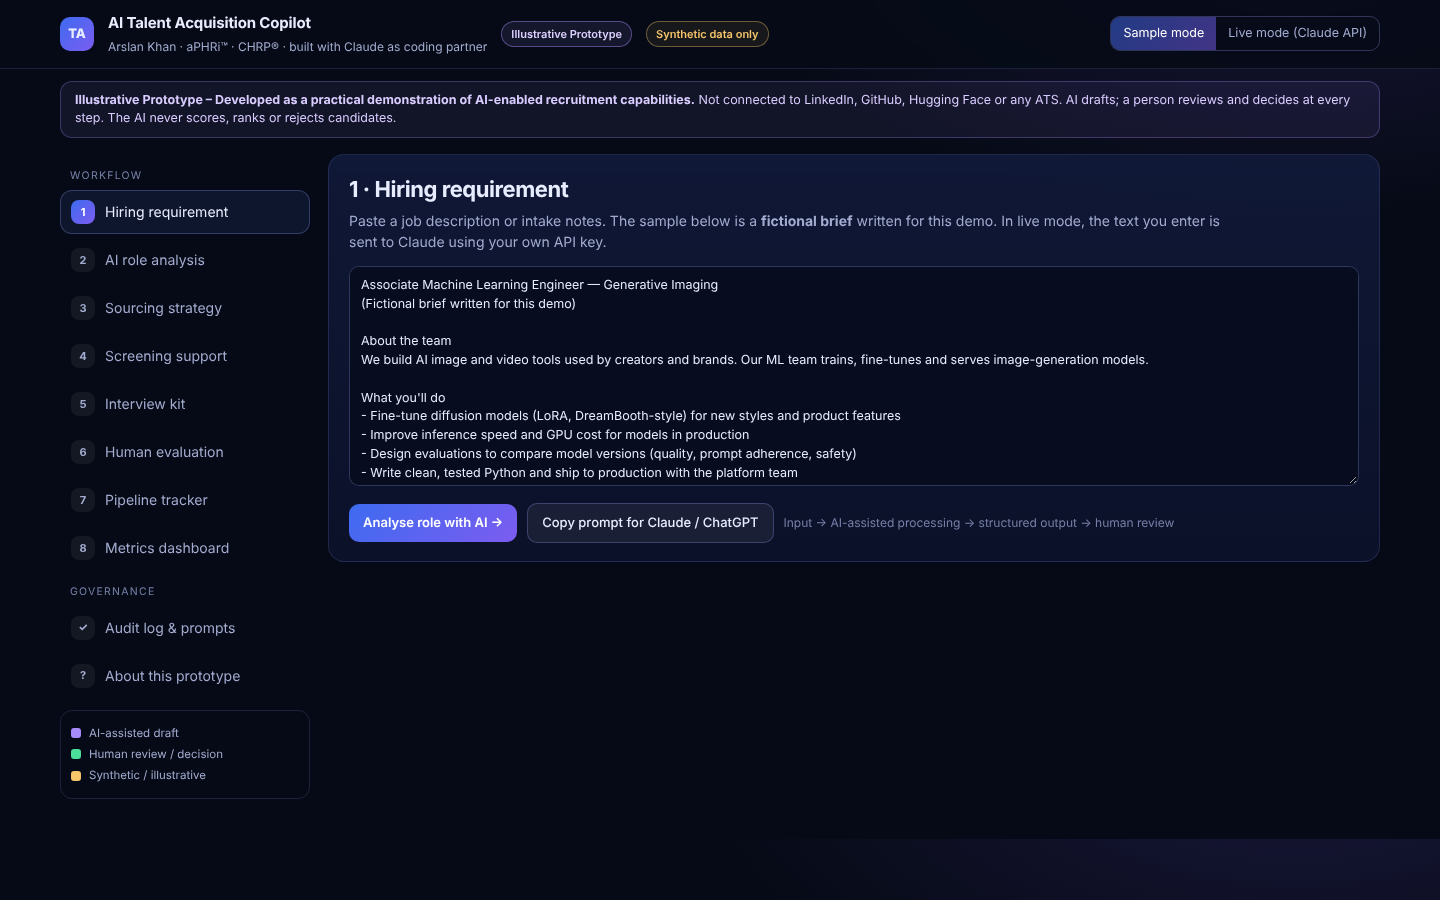 TA
AI Talent Acquisition Copilot
Arslan Khan · aPHRi™ · CHRP® · built with Claude as coding partner
Illustrative Prototype
Synthetic data only
Sample mode
Live mode (Claude API)
Illustrative Prototype – Developed as a practical demonstration of AI-enabled recruitment capabilities. Not connected to LinkedIn, GitHub, Hugging Face or any ATS. AI drafts; a person reviews and decides at every
step. The AI never scores, ranks or rejects candidates.
WORKFLOW
1 Hiring requirement
2 AI role analysis
3 Sourcing strategy
4 Screening support
5 Interview kit
6 Human evaluation
7 Pipeline tracker
8 Metrics dashboard
GOVERNANCE
✓ Audit log & prompts
? About this prototype
AI-assisted draft
Human review / decision
Synthetic / illustrative
1 · Hiring requirement
Paste a job description or intake notes. The sample below is a fictional brief written for this demo. In live mode, the text you enter is
sent to Claude using your own API key.
Associate Machine Learning Engineer — Generative Imaging
(Fictional brief written for this demo)
About the team
We build AI image and video tools used by creators and brands. Our ML team trains, fine-tunes and serves image-generation models.
What you'll do
- Fine-tune diffusion models (LoRA, DreamBooth-style) for new styles and product features
- Improve inference speed and GPU cost for models in production
- Design evaluations to compare model versions (quality, prompt adherence, safety)
- Write clean, tested Python and ship to production with the platform team
Analyse role with AI →
Copy prompt for Claude / ChatGPT
Input → AI-assisted processing → structured output → human review